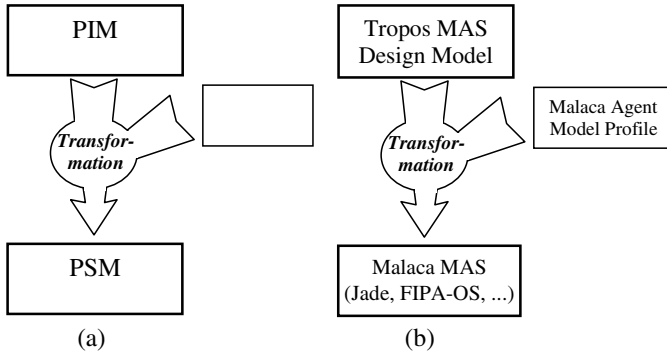 PIM
Transfor-
mation
PSM
(a)
Tropos MAS
Design Model
Malaca Agent
Model Profile
Transfor-
mation
Malaca MAS
(Jade, FIPA-OS, ...)
(b)